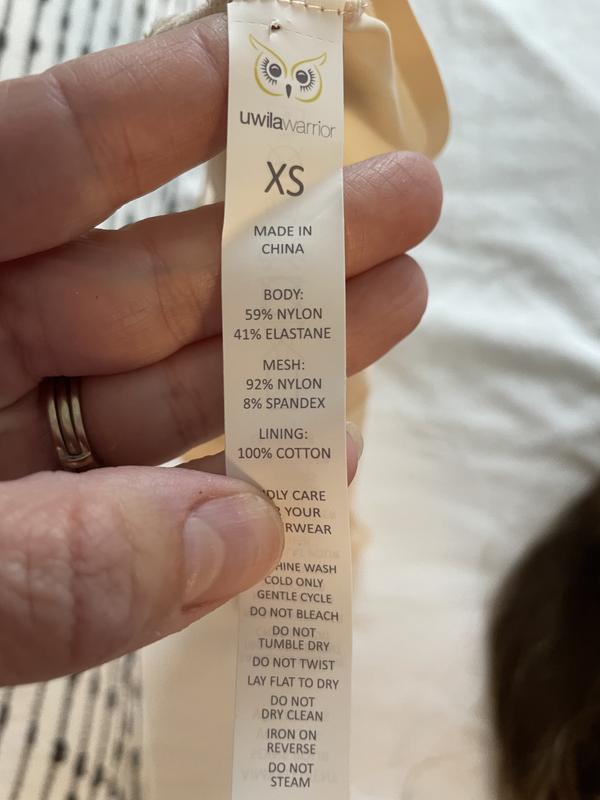 uwilawarrior
XS
MADE IN
CHINA
BODY:
59% NYLON
41% ELASTANE
MESH:
92% NYLON
8% SPANDEX
LINING:
100% COTTON
CARE
YOUR
WASH
COLD ONLY
GENTLE CYCLE
DO NOT BLEACH
DO NOT
TUMBLE DRY
DO NOT TWIST
LAY FLAT TO DRY
DO NOT
DRY CLEAN
IRON ON
REVERSE
DO NOT
STEAM